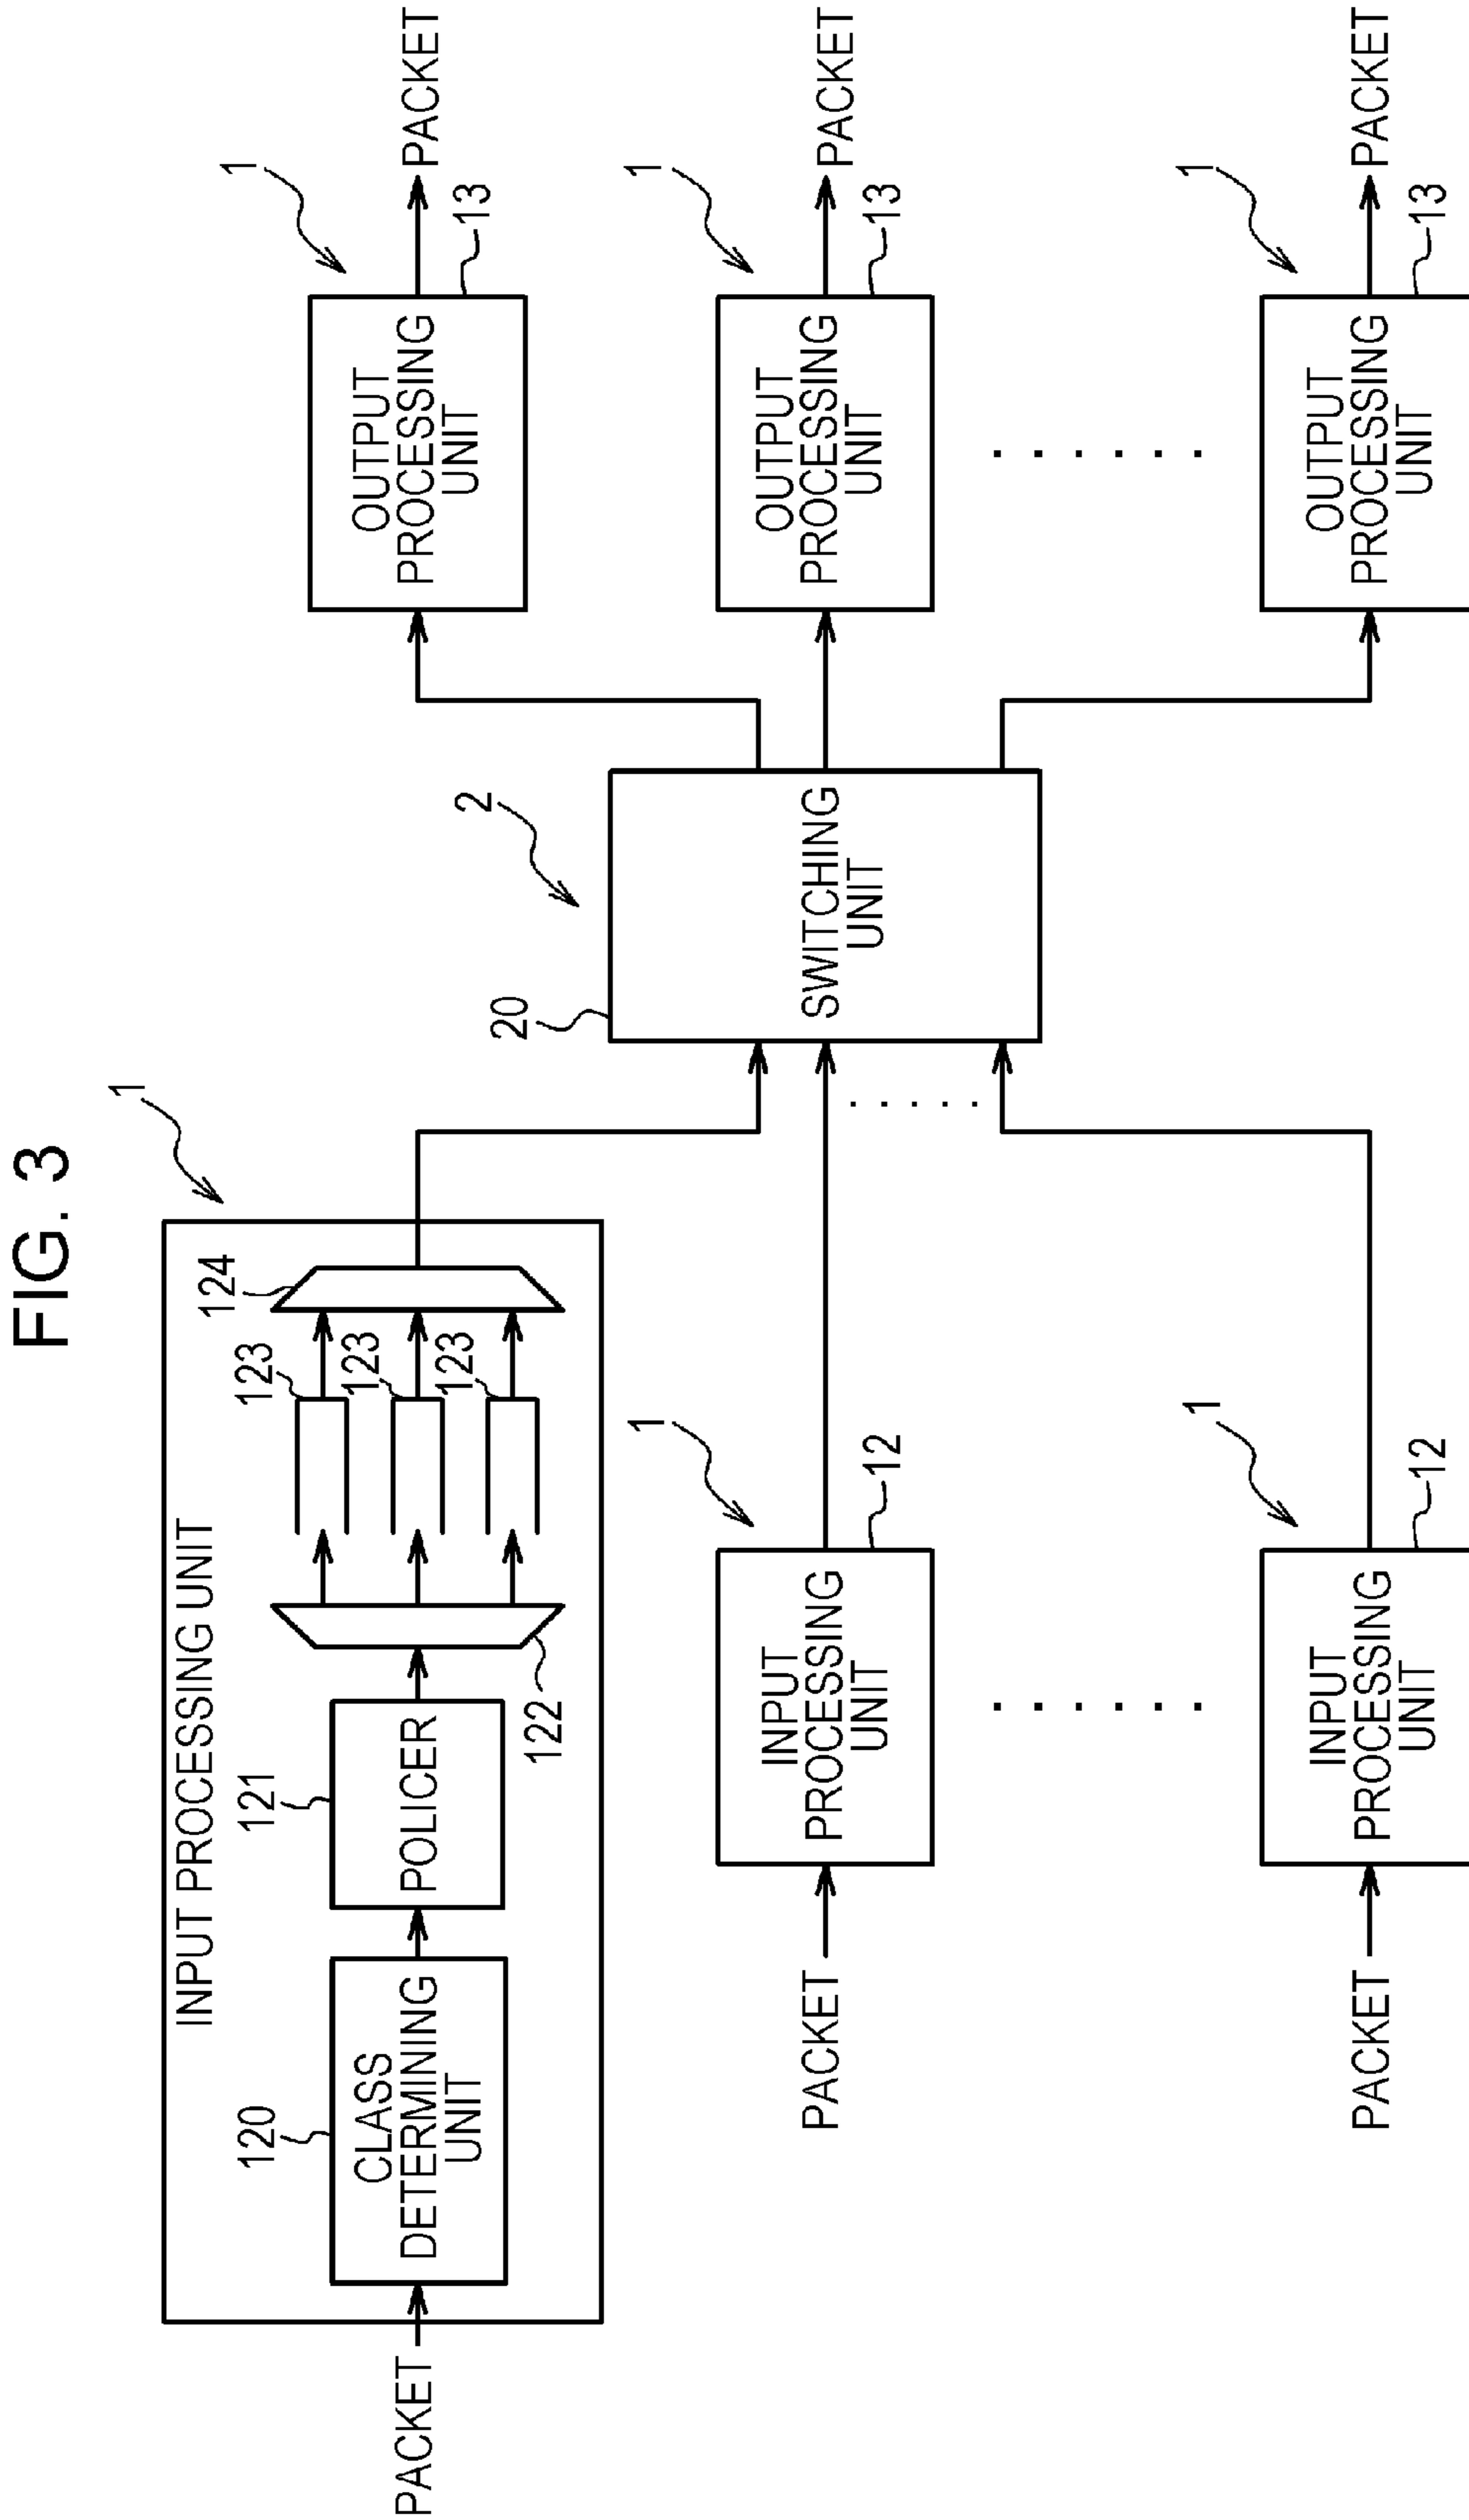 FIG. 3
1
INPUT PROCESSING UNIT
120
121
123
123
123
124
PACKET
CLASS
DETERMINING
UNIT
POLICER
122
2
20
SWITCHING
UNIT
1
OUTPUT
PROCESSING
UNIT
13
PACKET
1
PACKET
INPUT
PROCESSING
UNIT
12
1
OUTPUT
PROCESSING
UNIT
13
PACKET
1
PACKET
INPUT
PROCESSING
UNIT
12
1
OUTPUT
PROCESSING
UNIT
13
PACKET